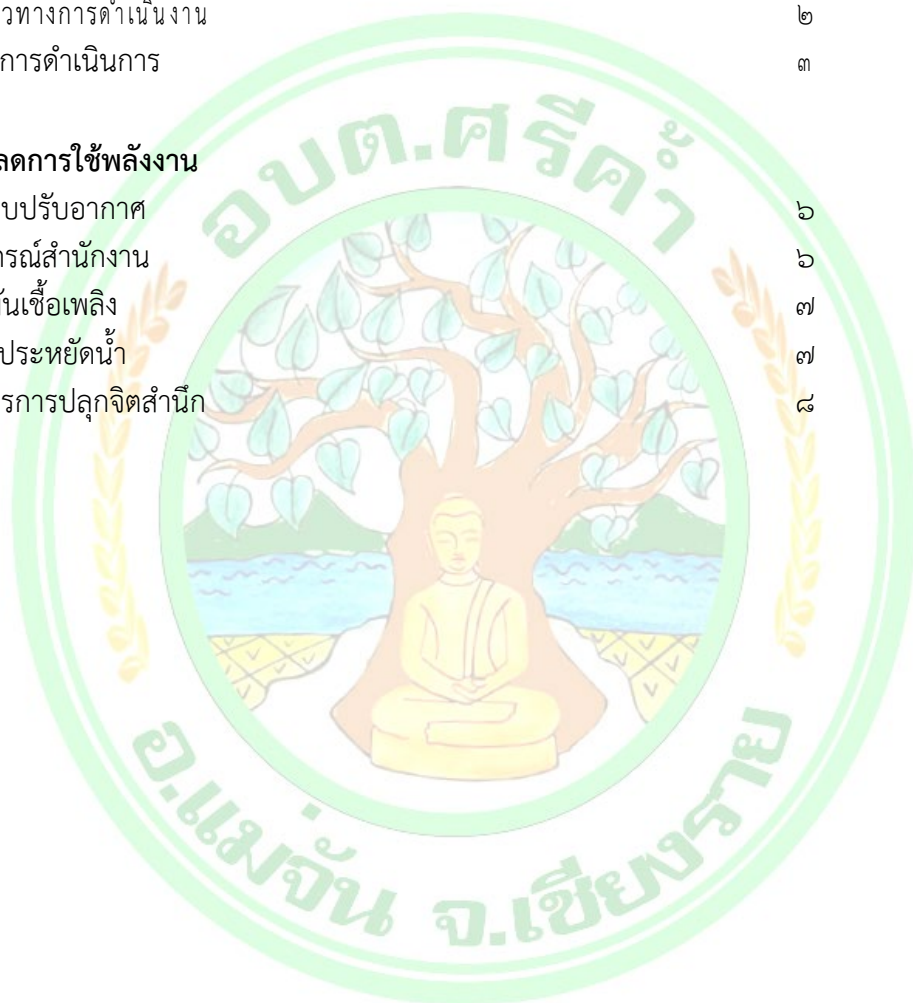 วทางการดำเนินงาน ๒
การดำเนินการ ๓
ลดการใช้พลังงาน
บบปรับอากาศ ๖
กรณ์สำนักงาน ๖
มันเชื้อเพลิง ๗
ประหยัดน้ำ ๗
รการปลุกจิตสำนึก ๘
อบต.ศรีค้ำ
อ.แม่จัน จ.เชียงราย